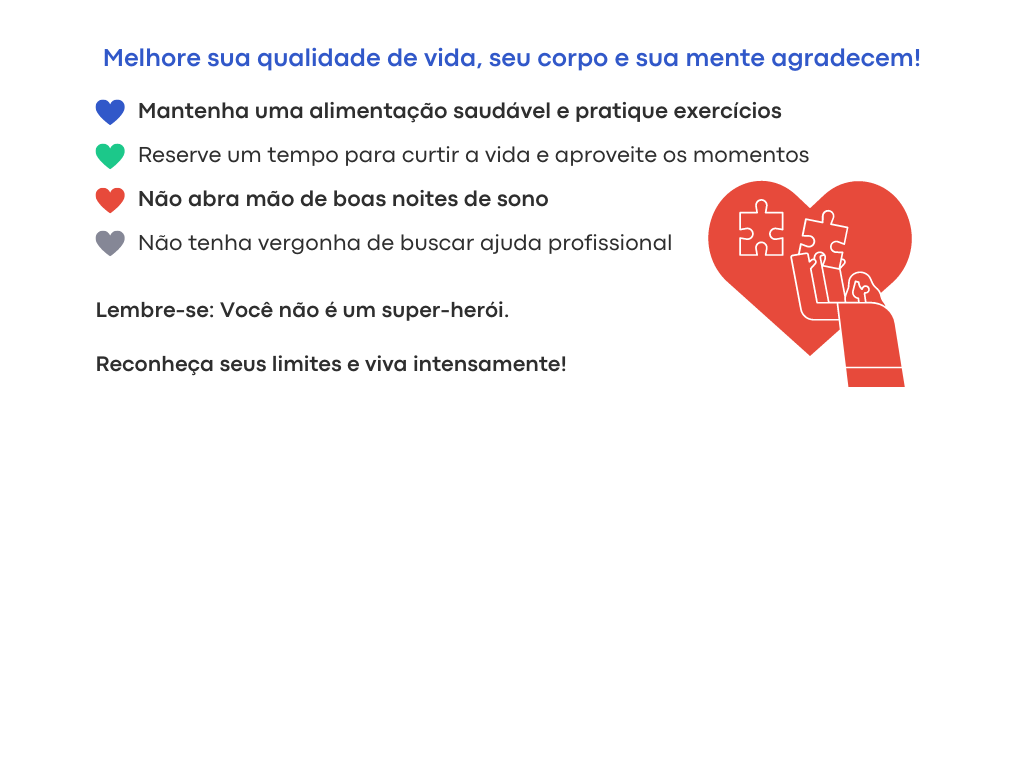 Melhore sua qualidade de vida, seu corpo e sua mente agradecem!
Mantenha uma alimentação saudável e pratique exercícios
Reserve um tempo para curtir a vida e aproveite os momentos
Não abra mão de boas noites de sono
Não tenha vergonha de buscar ajuda profissional
Lembre-se: Você não é um super-herói.
Reconheça seus limites e viva intensamente!